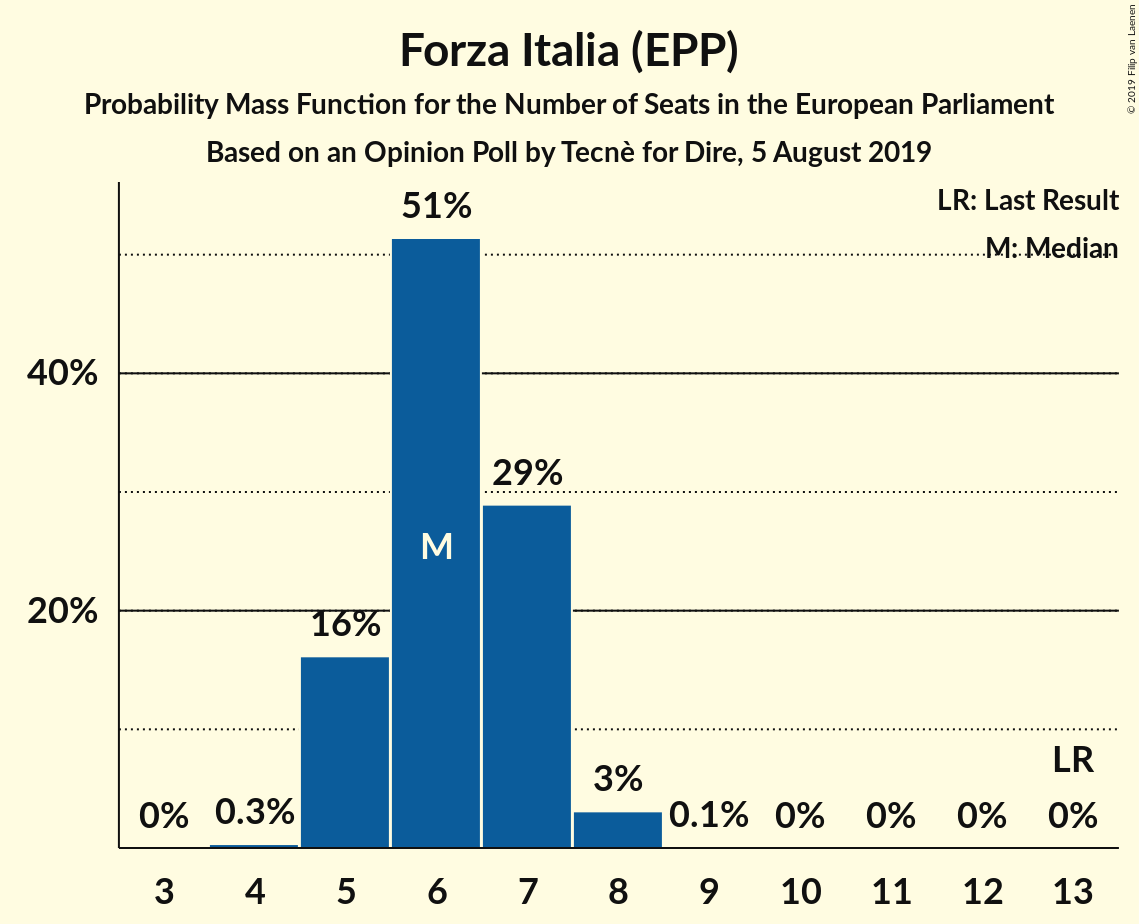 Forza Italia (EPP)
Probability Mass Function for the Number of Seats in the European Parliament
Based on an Opinion Poll by Tecnè for Dire, 5 August 2019
© 2019 Filip van Laenen
LR: Last Result
M: Median
51%
40%
29%
M
20%
16%
LR
3%
0% 0.3% 0.1% 0% 0% 0% 0%
3 4 5 6 7 8 9 10 11 12 13